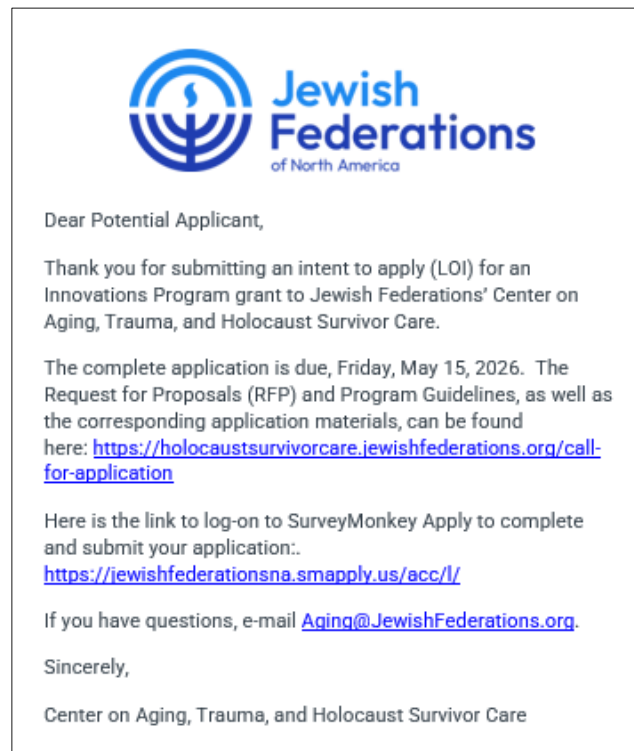 Jewish
Federations
of North America
Dear Potential Applicant,
Thank you for submitting an intent to apply (LOI) for an
Innovations Program grant to Jewish Federations' Center on
Aging, Trauma, and Holocaust Survivor Care.
The complete application is due, Friday, May 15, 2026.  The
Request for Proposals (RFP) and Program Guidelines, as well as
the corresponding application materials, can be found
here: https://holocaustsurvivorcare.jewishfederations.org/call-
for-application
Here is the link to log-on to SurveyMonkey Apply to complete
and submit your application:.
https://jewishfederationsna.smapply.us/acc/l/
If you have questions, e-mail Aging@JewishFederations.org.
Sincerely,
Center on Aging, Trauma, and Holocaust Survivor Care